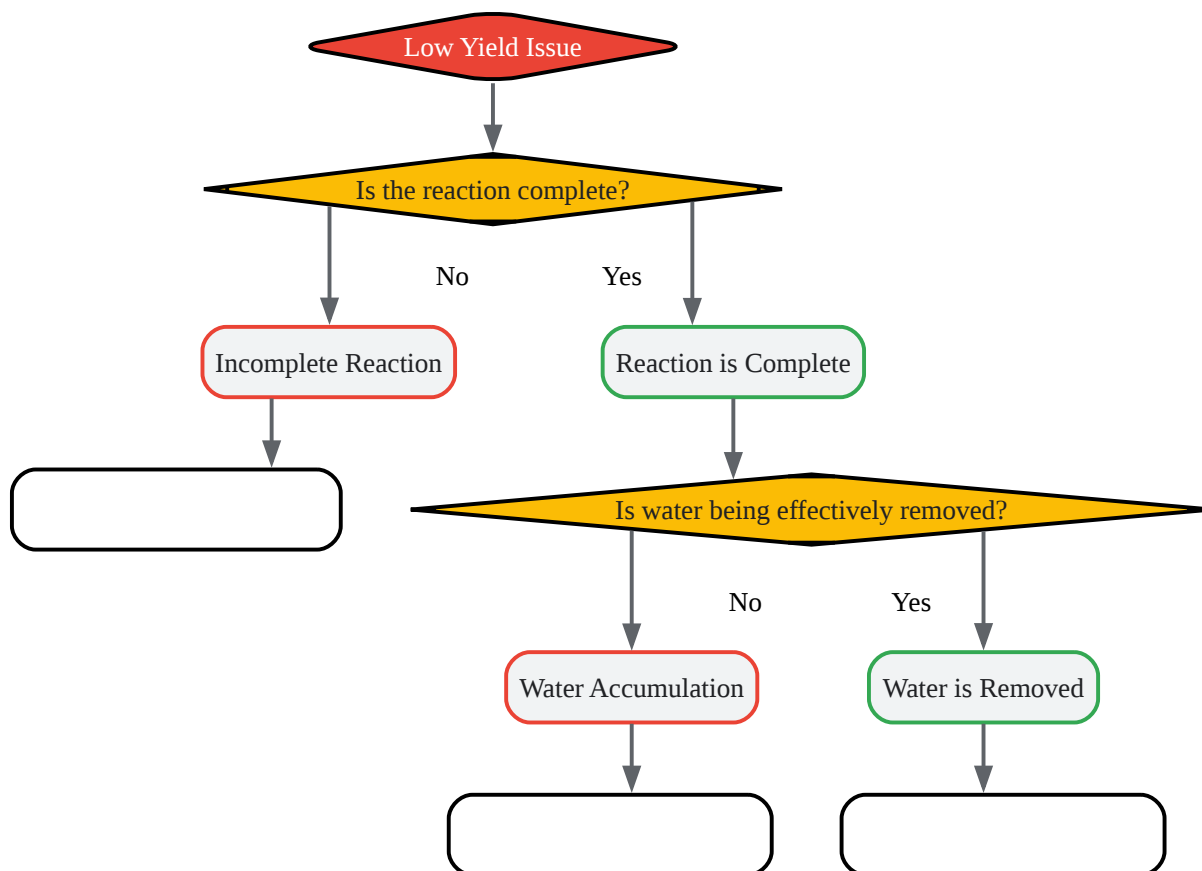 Low Yield Issue
Is the reaction complete?
No
Yes
Incomplete Reaction
Reaction is Complete
Is water being effectively removed?
No
Yes
Water Accumulation
Water is Removed